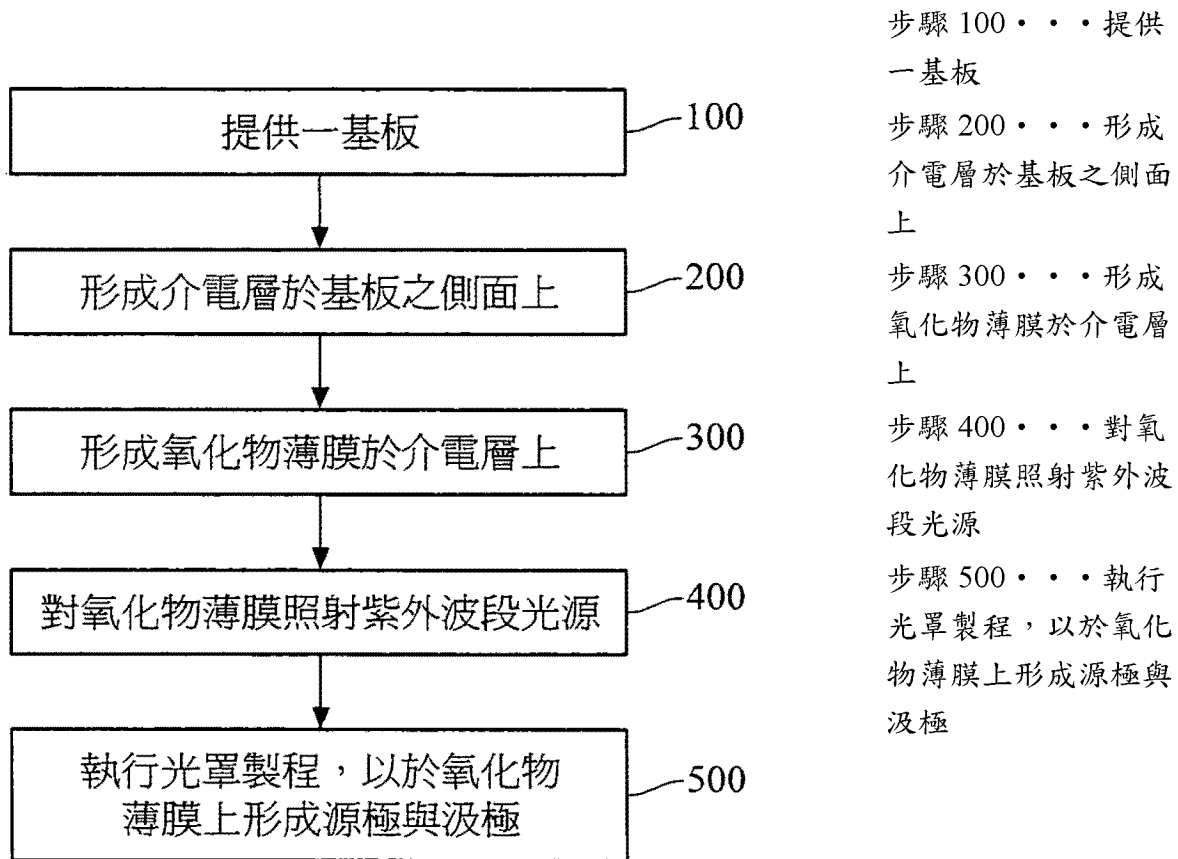 提供一基板
100
形成介電層於基板之側面上
200
形成氧化物薄膜於介電層上
300
對氧化物薄膜照射紫外波段光源
400
執行光罩製程，以於氧化物
薄膜上形成源極與汲極
500
步驟 100・・・提供
一基板
步驟 200・・・形成
介電層於基板之側面
上
步驟 300・・・形成
氧化物薄膜於介電層
上
步驟 400・・・對氧
化物薄膜照射紫外波
段光源
步驟 500・・・執行
光罩製程，以於氧化
物薄膜上形成源極與
汲極